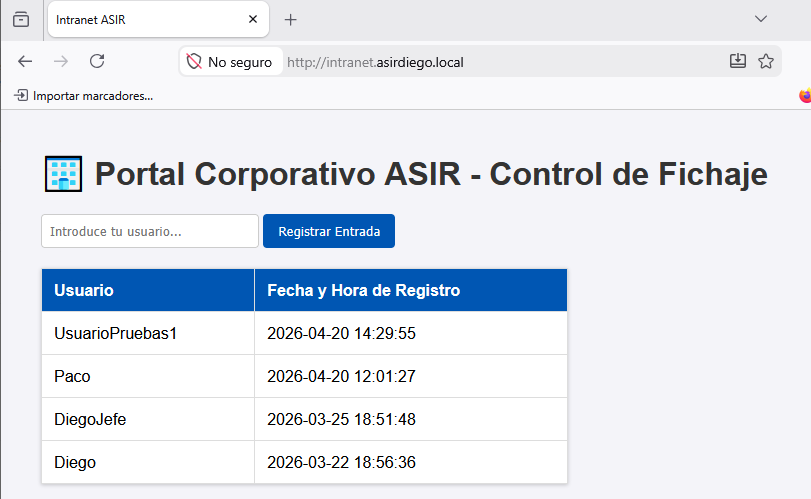 Intranet ASIR
No seguro http://intranet.asirdiego.local
Importar marcadores...
Portal Corporativo ASIR - Control de Fichaje
Introduce tu usuario... Registrar Entrada
Usuario Fecha y Hora de Registro
UsuarioPruebas1 2026-04-20 14:29:55
Paco 2026-04-20 12:01:27
DiegoJefe 2026-03-25 18:51:48
Diego 2026-03-22 18:56:36